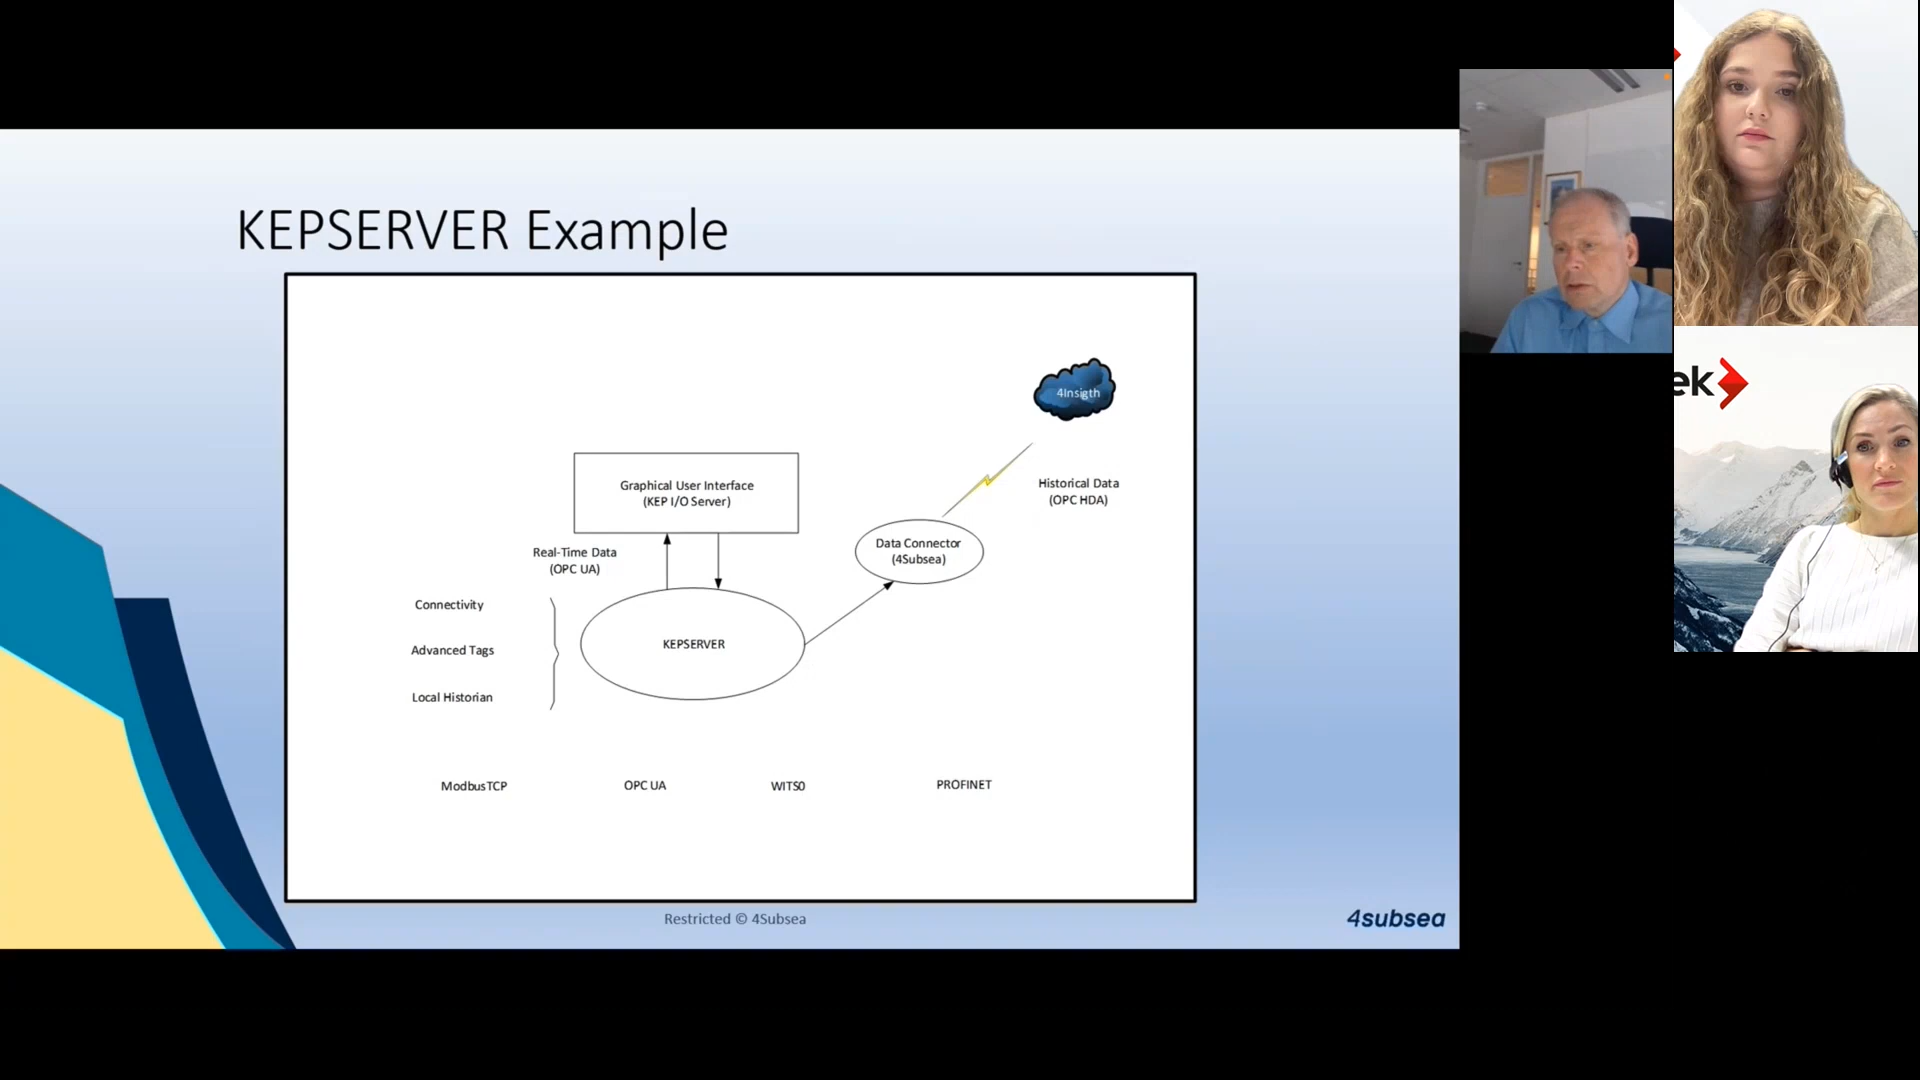 KEPSERVER Example
4Insigth
Graphical User Interface
(KEP I/O Server)
Historical Data
(OPC HDA)
Real-Time Data
(OPC UA)
Data Connector
(4Subsea)
Connectivity
Advanced Tags
Local Historian
KEPSERVER
ModbusTCP
OPC UA
WITS0
PROFINET
Restricted © 4Subsea
4subsea
ek